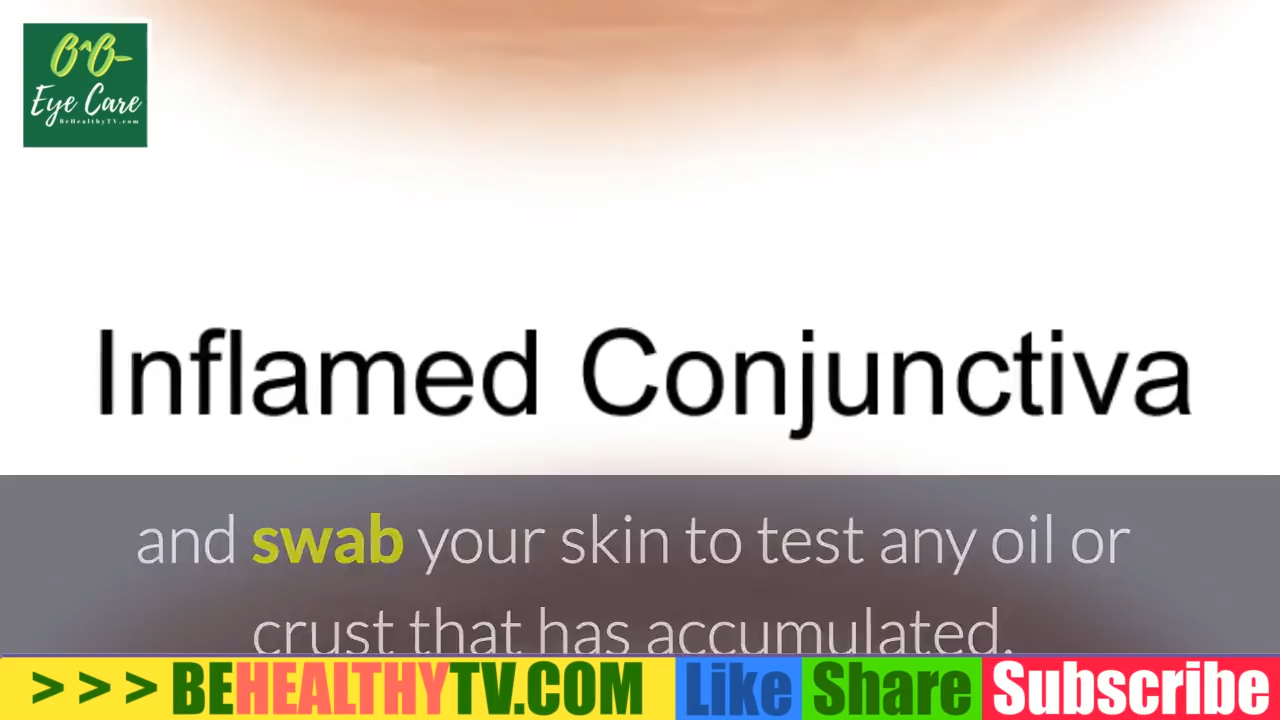 Eye Care
BeHealthyTV.com
Inflamed Conjunctiva
and swab your skin to test any oil or
crust that has accumulated.
> > > BEHEALTHYTV.COM Like Share Subscribe